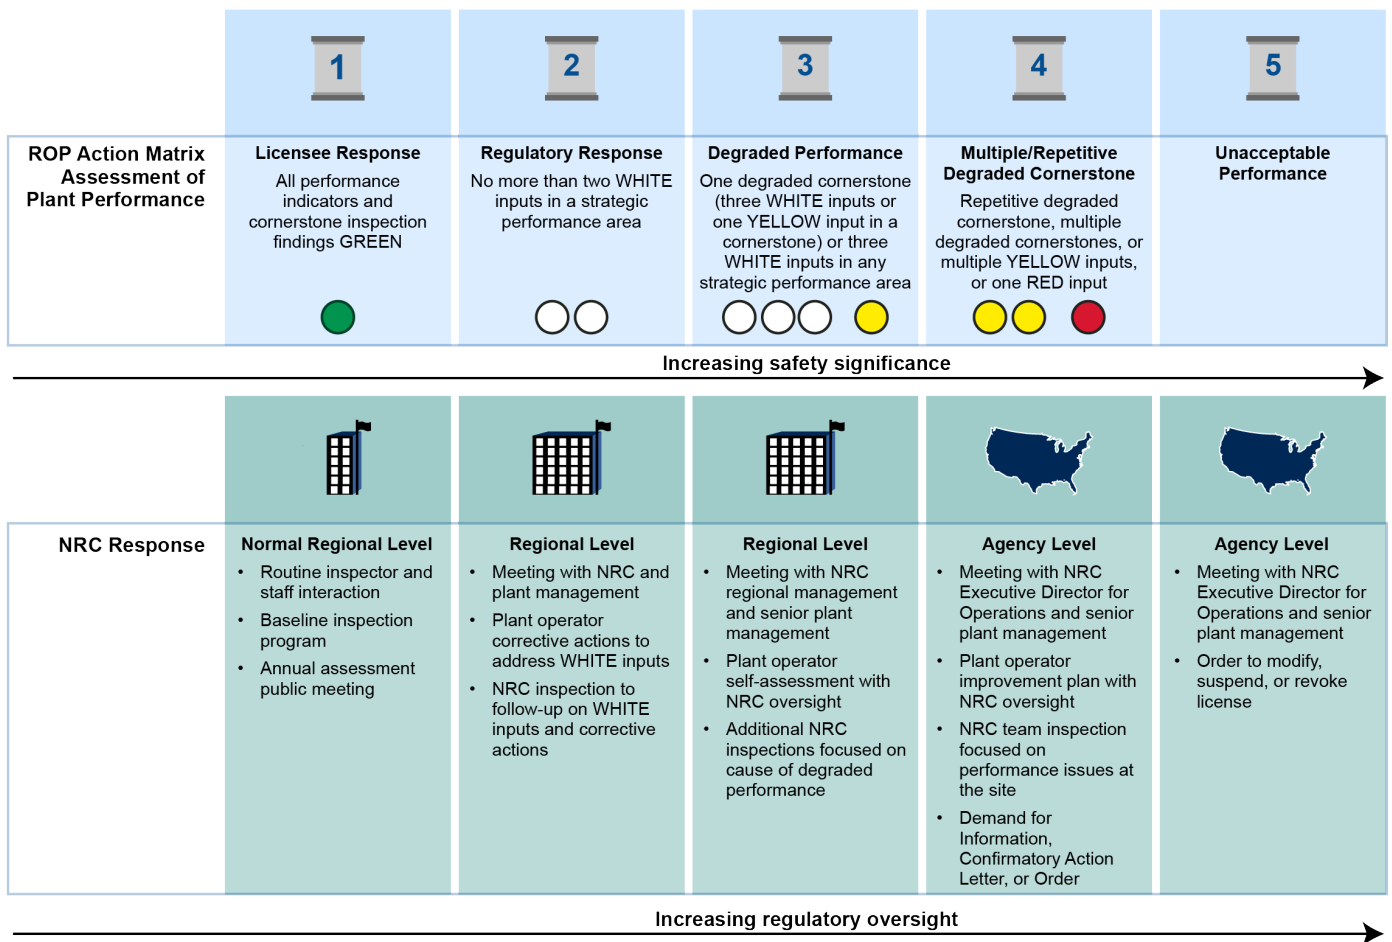 1
2
3
4
5
ROP Action Matrix
Assessment of
Plant Performance
Licensee Response
All performance
indicators and
cornerstone inspection
findings GREEN
Regulatory Response
No more than two WHITE
inputs in a strategic
performance area
Degraded Performance
One degraded cornerstone
(three WHITE inputs or
one YELLOW input in a
cornerstone) or three
WHITE inputs in any
strategic performance area
Multiple/Repetitive
Degraded Cornerstone
Repetitive degraded
cornerstone, multiple
degraded cornerstones, or
multiple YELLOW inputs,
or one RED input
Unacceptable
Performance
Increasing safety significance
NRC Response
Normal Regional Level
• Routine inspector and
staff interaction
• Baseline inspection
program
• Annual assessment
public meeting
Regional Level
• Meeting with NRC and
plant management
• Plant operator
corrective actions to
address WHITE inputs
• NRC inspection to
follow-up on WHITE
inputs and corrective
actions
Regional Level
• Meeting with NRC
regional management
and senior plant
management
• Plant operator
self-assessment with
NRC oversight
• Additional NRC
inspections focused on
cause of degraded
performance
Agency Level
• Meeting with NRC
Executive Director for
Operations and senior
plant management
• Plant operator
improvement plan with
NRC oversight
• NRC team inspection
focused on
performance issues at
the site
• Demand for
Information,
Confirmatory Action
Letter, or Order
Agency Level
• Meeting with NRC
Executive Director for
Operations and senior
plant management
• Order to modify,
suspend, or revoke
license
Increasing regulatory oversight